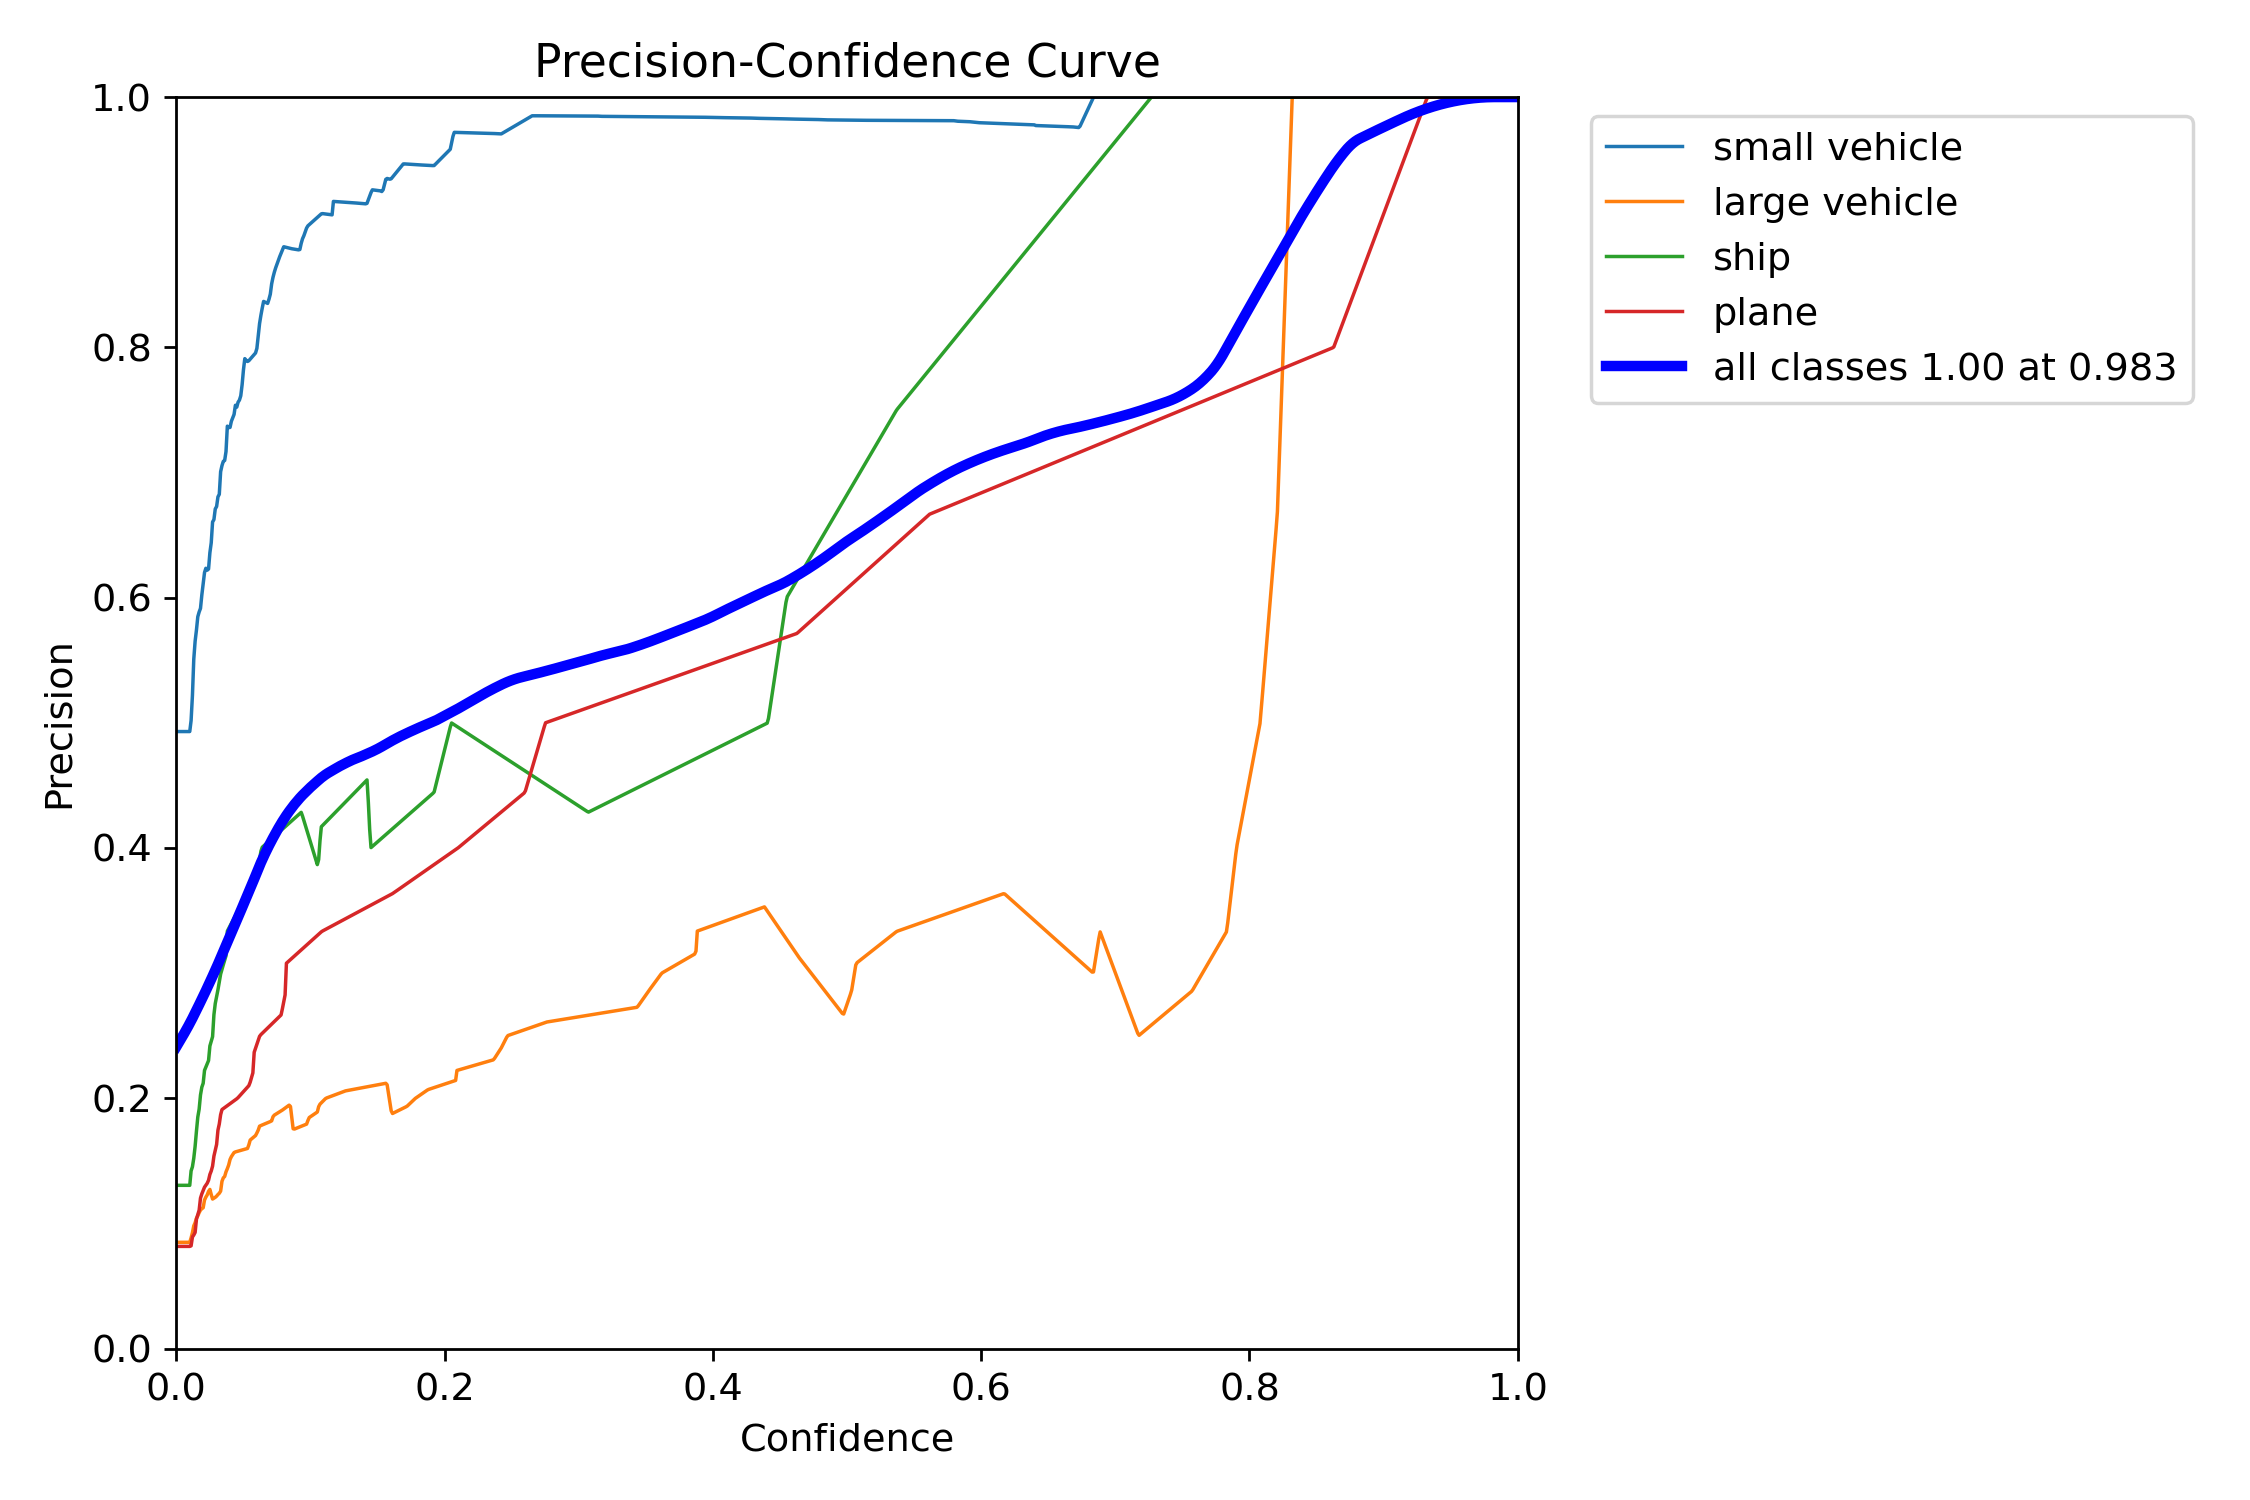 Precision-Confidence Curve
1.0
0.8
0.6
0.4
0.2
0.0
Precision
0.0 0.2 0.4 0.6 0.8 1.0
Confidence
small vehicle
large vehicle
ship
plane
all classes 1.00 at 0.983